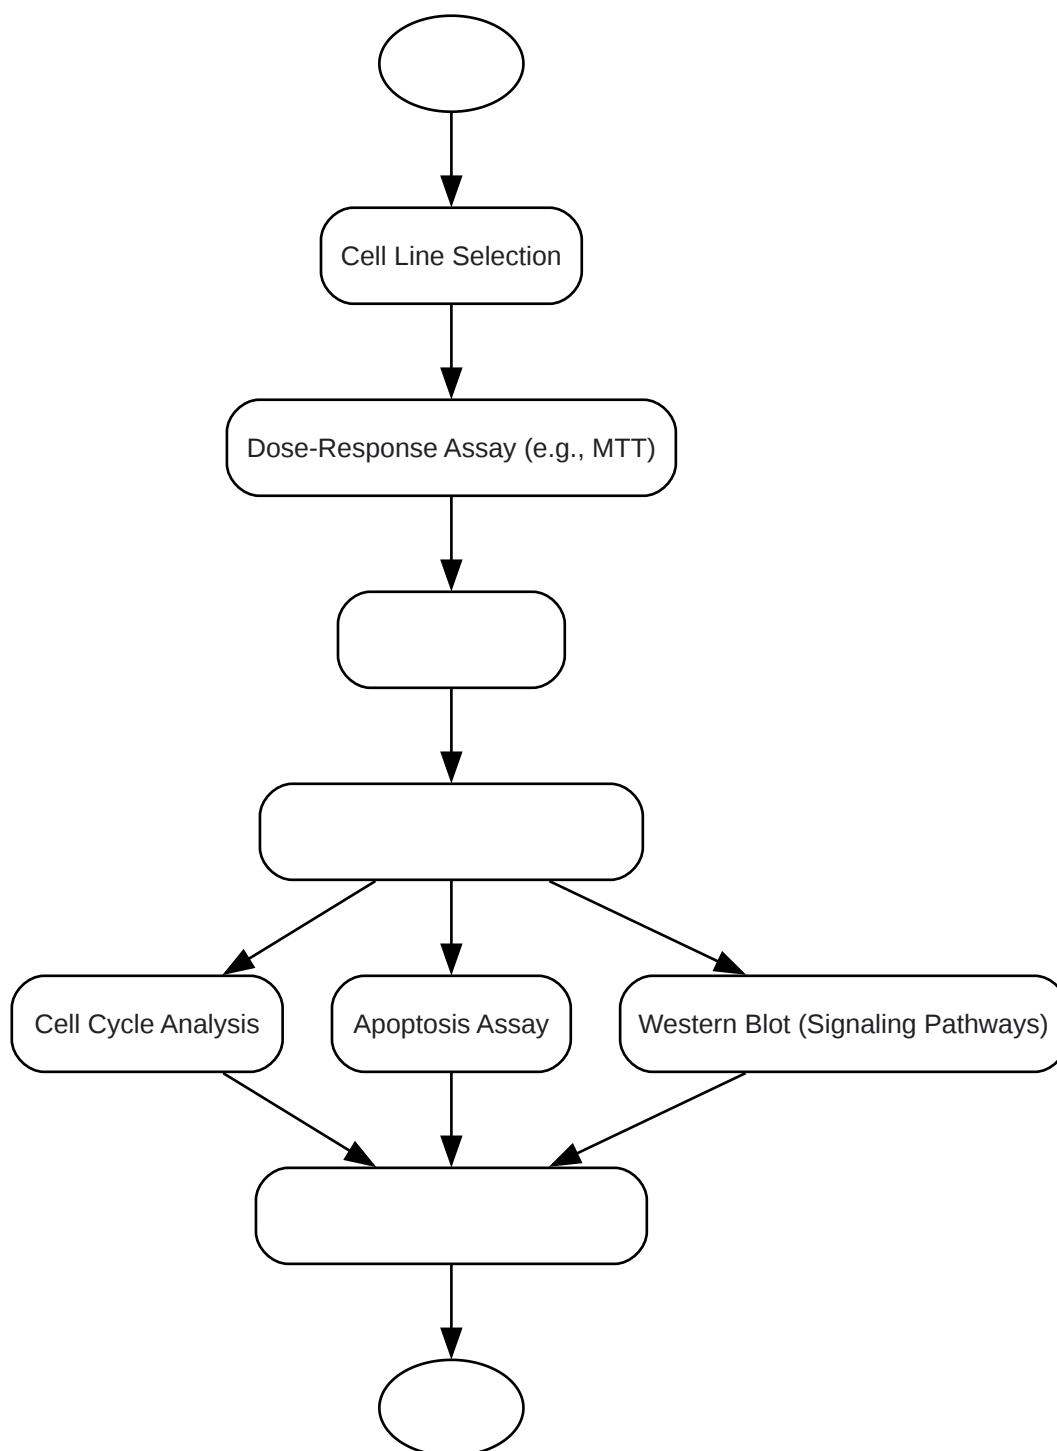 Cell Line Selection
Dose-Response Assay (e.g., MTT)
Cell Cycle Analysis
Apoptosis Assay
Western Blot (Signaling Pathways)